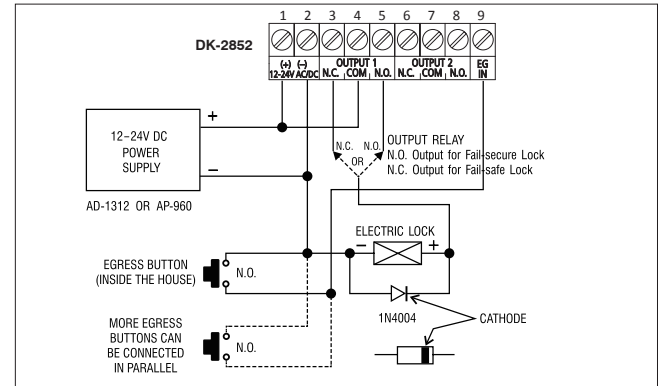 1 2 3 4 5 6 7 8 9
DK-2852
(+) (–) OUTPUT 1 OUTPUT 2 EG
12-24V AC/DC N.C. COM N.O. N.C. COM N.O. IN
+
12–24V DC
POWER
SUPPLY
–
AD-1312 OR AP-960
N.C. N.O.
OR
OUTPUT RELAY
N.O. Output for Fail-secure Lock
N.C. Output for Fail-safe Lock
ELECTRIC LOCK
– +
EGRESS BUTTON
(INSIDE THE HOUSE)
N.O.
1N4004
CATHODE
MORE EGRESS
BUTTONS CAN
BE CONNECTED
IN PARALLEL
N.O.